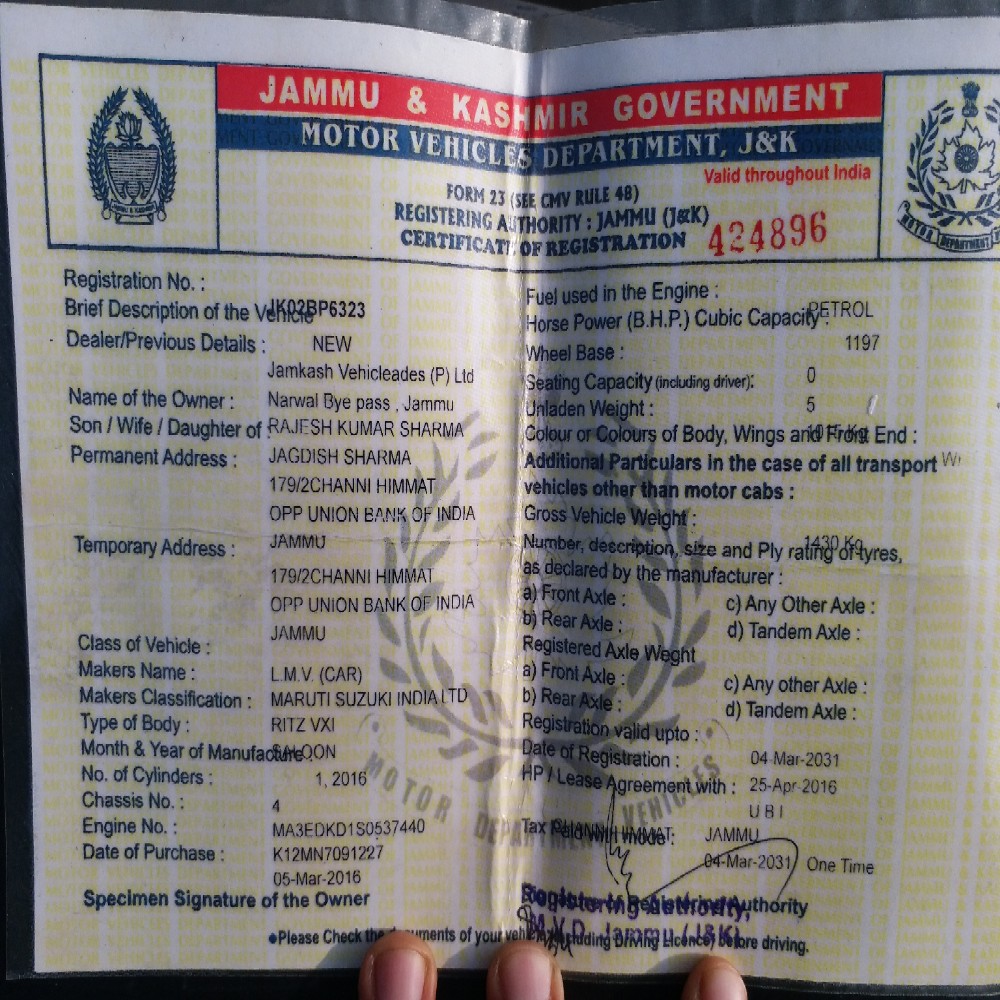 JAMMU & KASHMIR GOVERNMENT
MOTOR VEHICLES DEPARTMENT, J&K
Valid throughout India
FORM 23 (SEE CMV RULE 48)
REGISTERING AUTHORITY : JAMMU (J&K)
CERTIFICATE OF REGISTRATION
424896
Registration No. :
Brief Description of the Vehicle JK02BP6323
Dealer/Previous Details : NEW
Jamkash Vehicleades (P) Ltd
Name of the Owner : Narwal Bye pass , Jammu
Son / Wife / Daughter of : RAJESH KUMAR SHARMA
Permanent Address : JAGDISH SHARMA
179/2CHANNI HIMMAT
OPP UNION BANK OF INDIA
Temporary Address : JAMMU
179/2CHANNI HIMMAT
OPP UNION BANK OF INDIA
JAMMU
Class of Vehicle :
Makers Name : L.M.V. (CAR)
Makers Classification : MARUTI SUZUKI INDIA LTD
Type of Body : RITZ VXI
Month & Year of Manufacture : SALOON
No. of Cylinders : 1, 2016
Chassis No. : 4
Engine No. : MA3EDKD1S0537440
Date of Purchase : K12MN7091227
05-Mar-2016
Specimen Signature of the Owner
Fuel used in the Engine :
PETROL
Horse Power (B.H.P.) Cubic Capacity :
1197
Wheel Base :
Seating Capacity (including driver): 0
Unladen Weight : 5
Colour or Colours of Body, Wings and Front End :
Additional Particulars in the case of all transport
vehicles other than motor cabs :
Gross Vehicle Weight :
1430 Kg
Number, description, size and Ply rating of tyres,
as declared by the manufacturer :
a) Front Axle : c) Any Other Axle :
b) Rear Axle : d) Tandem Axle :
Registered Axle Weght
a) Front Axle : c) Any other Axle :
b) Rear Axle : d) Tandem Axle :
Registration valid upto :
Date of Registration : 04-Mar-2031
HP / Lease Agreement with : 25-Apr-2016
U B I
Tax Paid with mode : CHANNI HIMMAT JAMMU
04-Mar-2031 One Time
Signature of Registering Authority
Registering Authority,
M.V.D. Jammu (J&K)
●Please Check the documents of your vehicle including Driving Licence before driving.
MOTOR VEHICLES DEPARTMENT